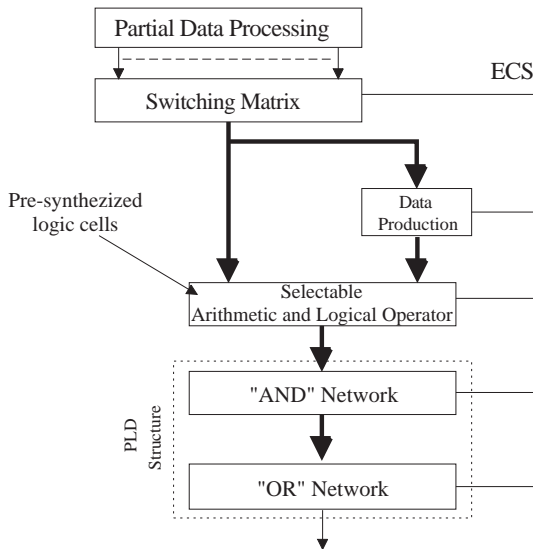 Partial Data Processing
ECS
Switching Matrix
Data
Production
Pre-synthezized
logic cells
Selectable
Arithmetic and Logical Operator
"AND" Network
PLD
Structure
"OR" Network